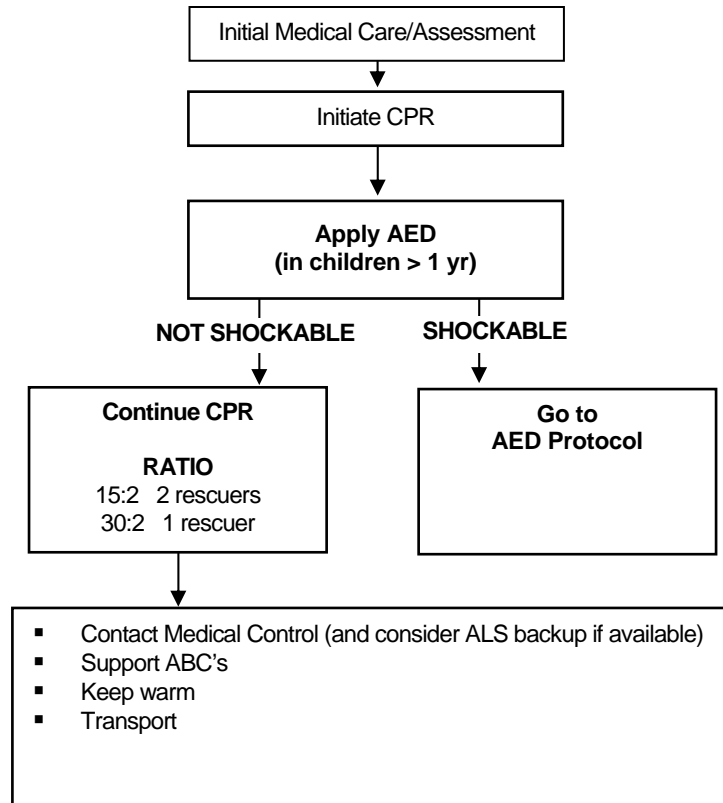 Initial Medical Care/Assessment
Initiate CPR
Apply AED
(in children > 1 yr)
NOT SHOCKABLE
SHOCKABLE
Continue CPR
RATIO
15:2 2 rescuers
30:2 1 rescuer
Go to
AED Protocol
▪ Contact Medical Control (and consider ALS backup if available)
▪ Support ABC's
▪ Keep warm
▪ Transport